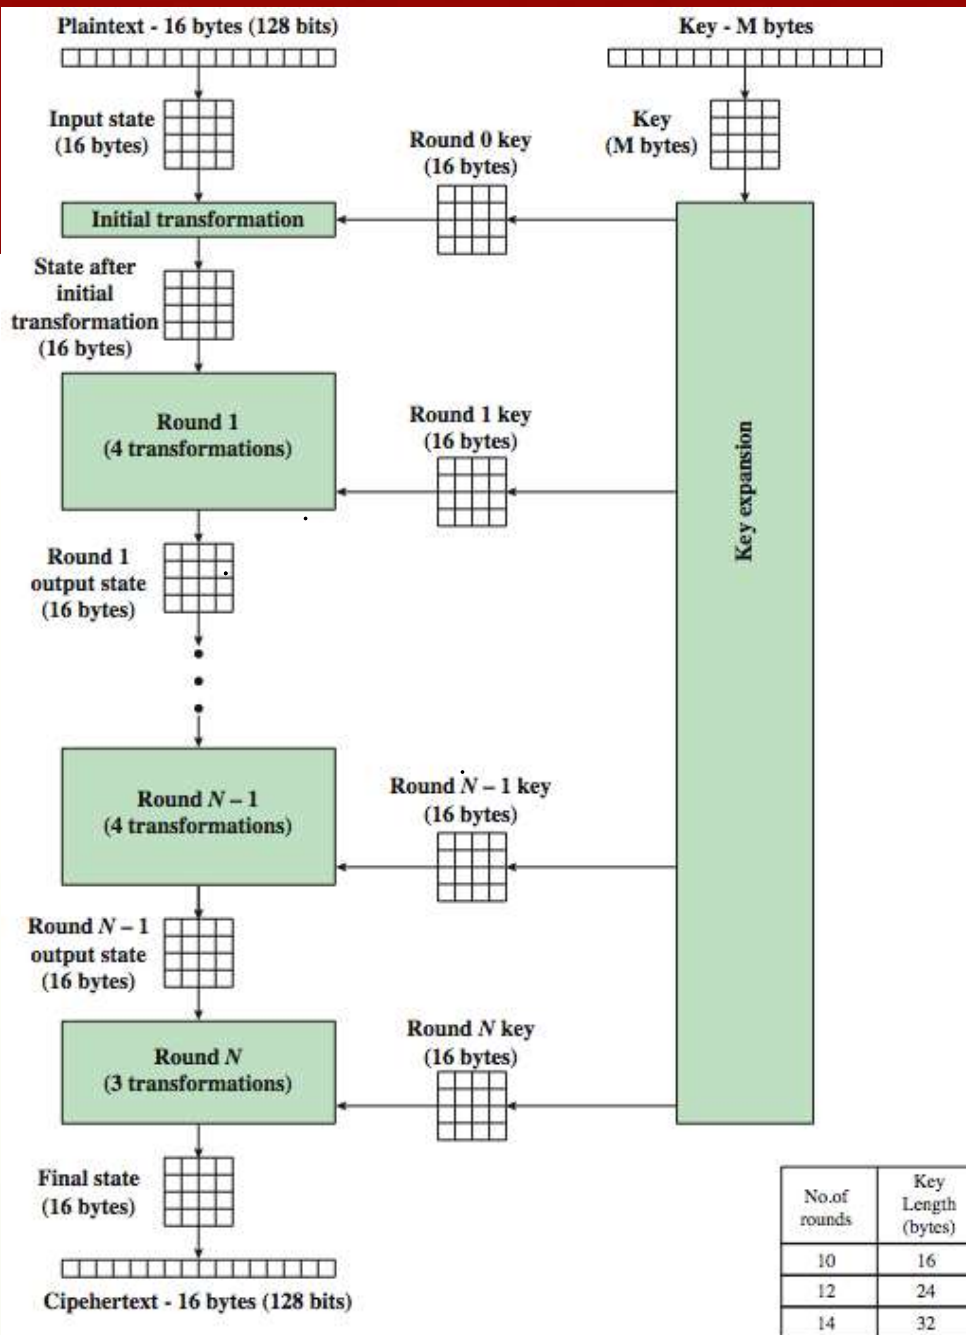 Plaintext - 16 bytes (128 bits)
Key - M bytes
Input state
(16 bytes)
Round 0 key
(16 bytes)
Key
(M bytes)
Initial transformation
State after
initial
transformation
(16 bytes)
Round 1
(4 transformations)
Round 1 key
(16 bytes)
Key expansion
Round 1
output state
(16 bytes)
Round N – 1
(4 transformations)
Round N – 1 key
(16 bytes)
Round N – 1
output state
(16 bytes)
Round N
(3 transformations)
Round N key
(16 bytes)
Final state
(16 bytes)
Cipehertext - 16 bytes (128 bits)
No.of
rounds
Key
Length
(bytes)
10 16
12 24
14 32